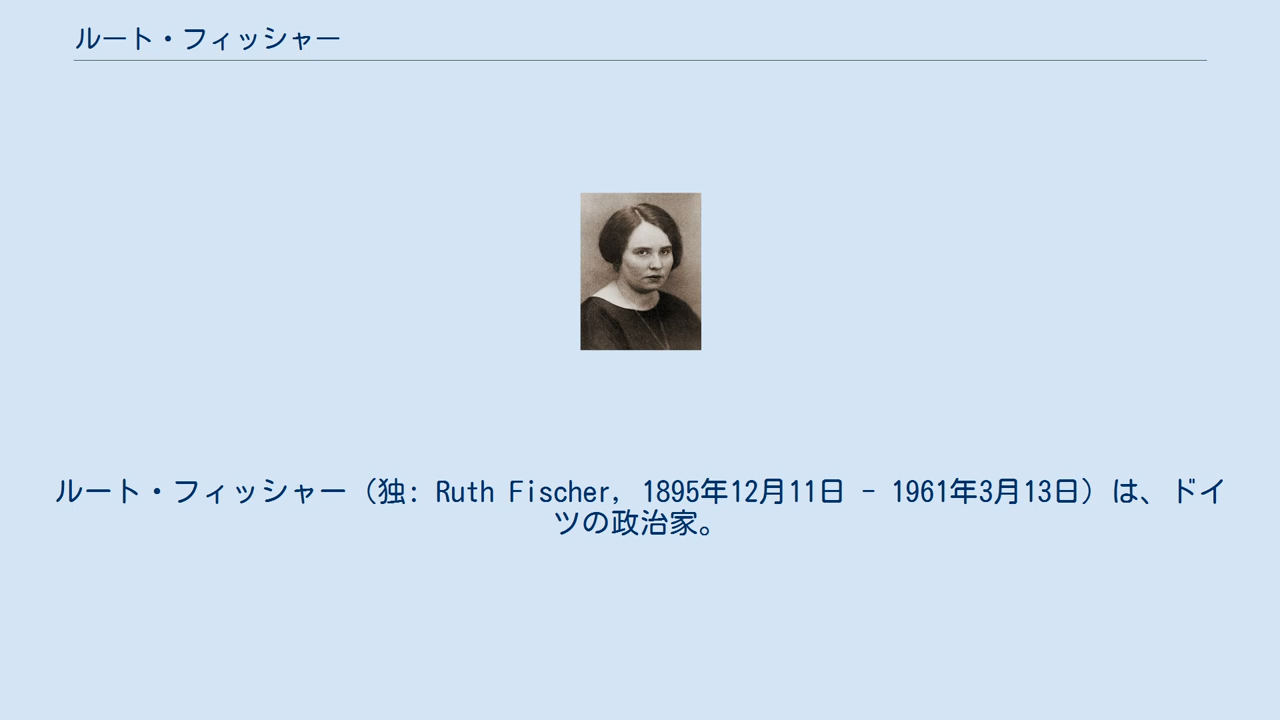 ルート・フィッシャー
ルート・フィッシャー（独: Ruth Fischer, 1895年12月11日 - 1961年3月13日）は、ドイ
ツの政治家。